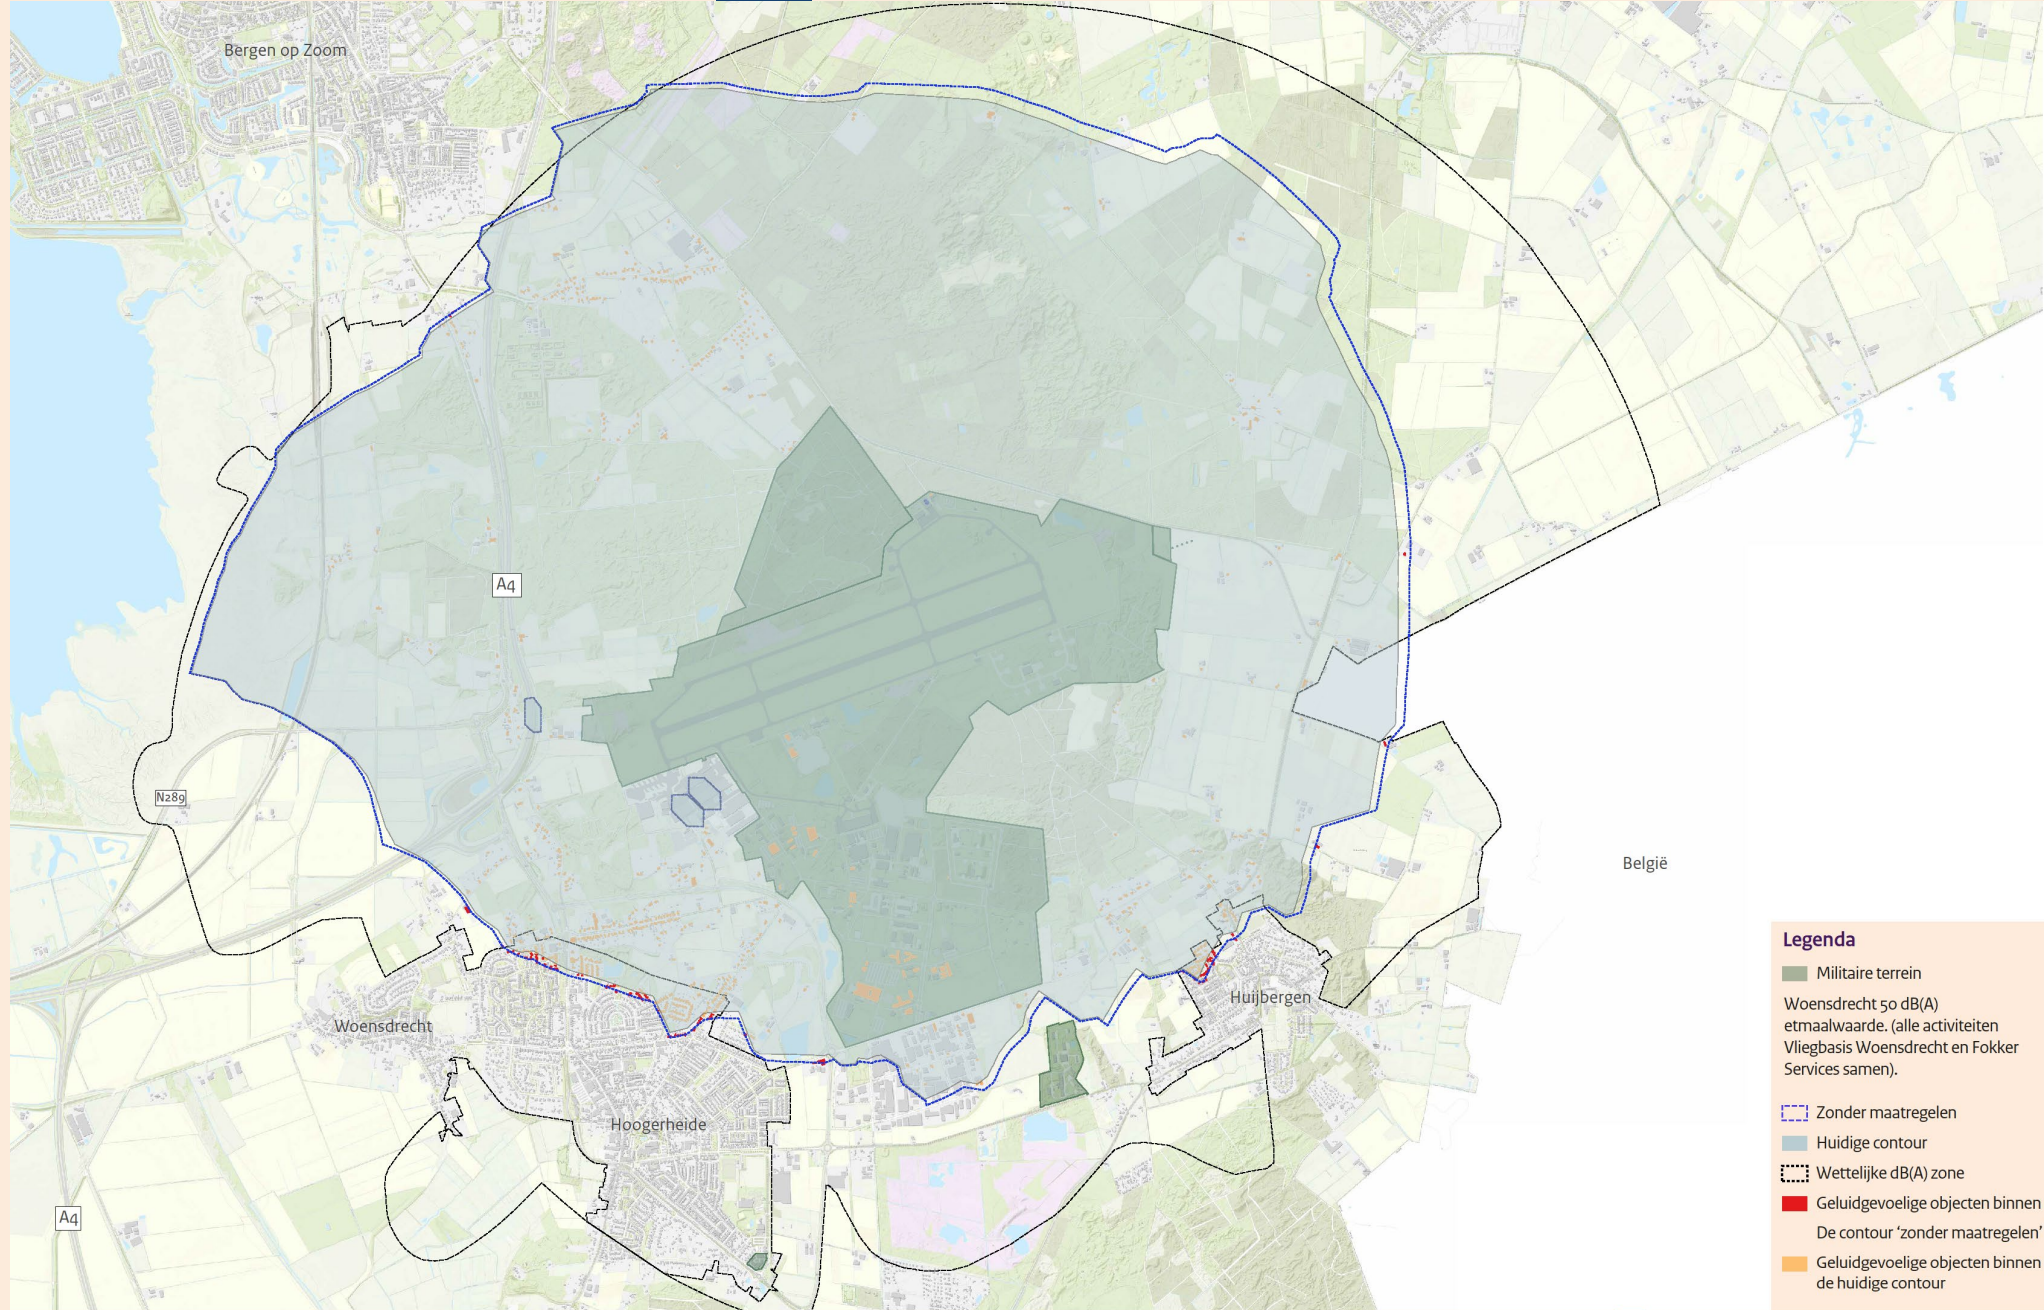 Bergen op Zoom
A4
N289
België
Woensdrecht
Huijbergen
Hoogerheide
A4
Legenda
Militaire terrein
Woensdrecht 50 dB(A)
etmaalwaarde. (alle activiteiten
Vliegbasis Woensdrecht en Fokker
Services samen).
Zonder maatregelen
Huidige contour
Wettelijke dB(A) zone
Geluidgevoelige objecten binnen
De contour ‘zonder maatregelen’
Geluidgevoelige objecten binnen
de huidige contour